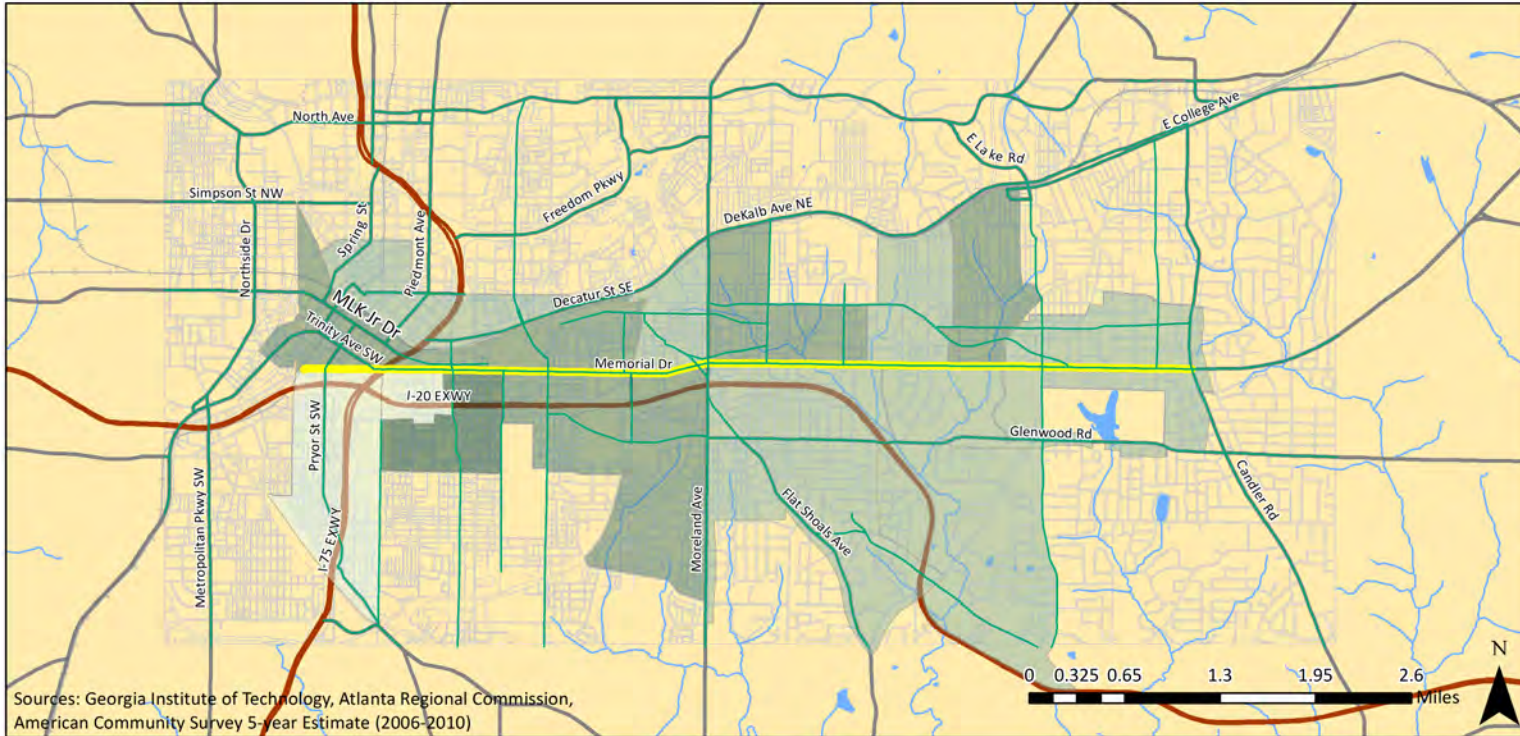 North Ave
E College Ave
E Lake Rd
Simpson St NW
Freedom Pkwy
Spring St
Piedmont Ave
DeKalb Ave NE
Northside Dr
Decatur St SE
MLK Jr Dr
Trinity Ave SW
Memorial Dr
I-20 EXWY
Pryor St SW
Glenwood Rd
Metropolitan Pkwy SW
I-75 EXWY
Moreland Ave
Flat Shoals Ave
Candler Rd
N
0 0.325 0.65 1.3 1.95 2.6
Miles
Sources: Georgia Institute of Technology, Atlanta Regional Commission,
American Community Survey 5-year Estimate (2006-2010)